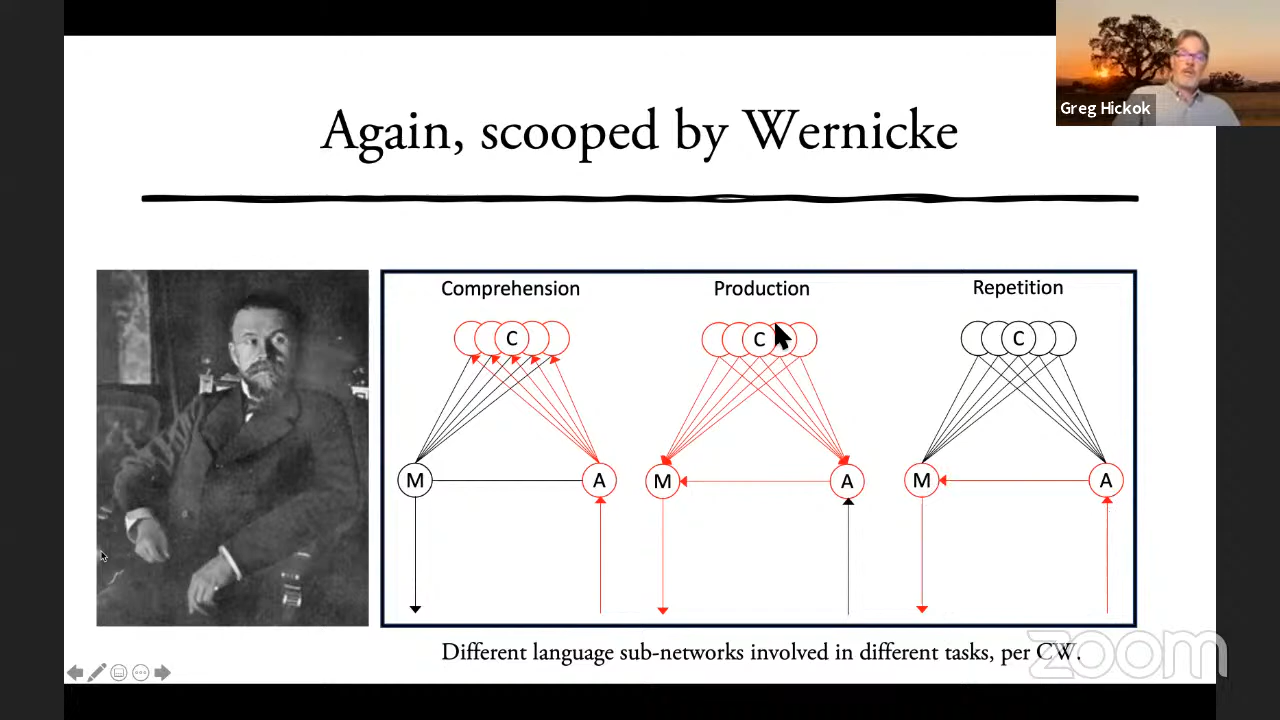 Greg Hickok
Again, scooped by Wernicke
Comprehension
Production
Repetition
C
C
C
M
A
M
A
M
A
Different language sub-networks involved in different tasks, per CW.
zoom